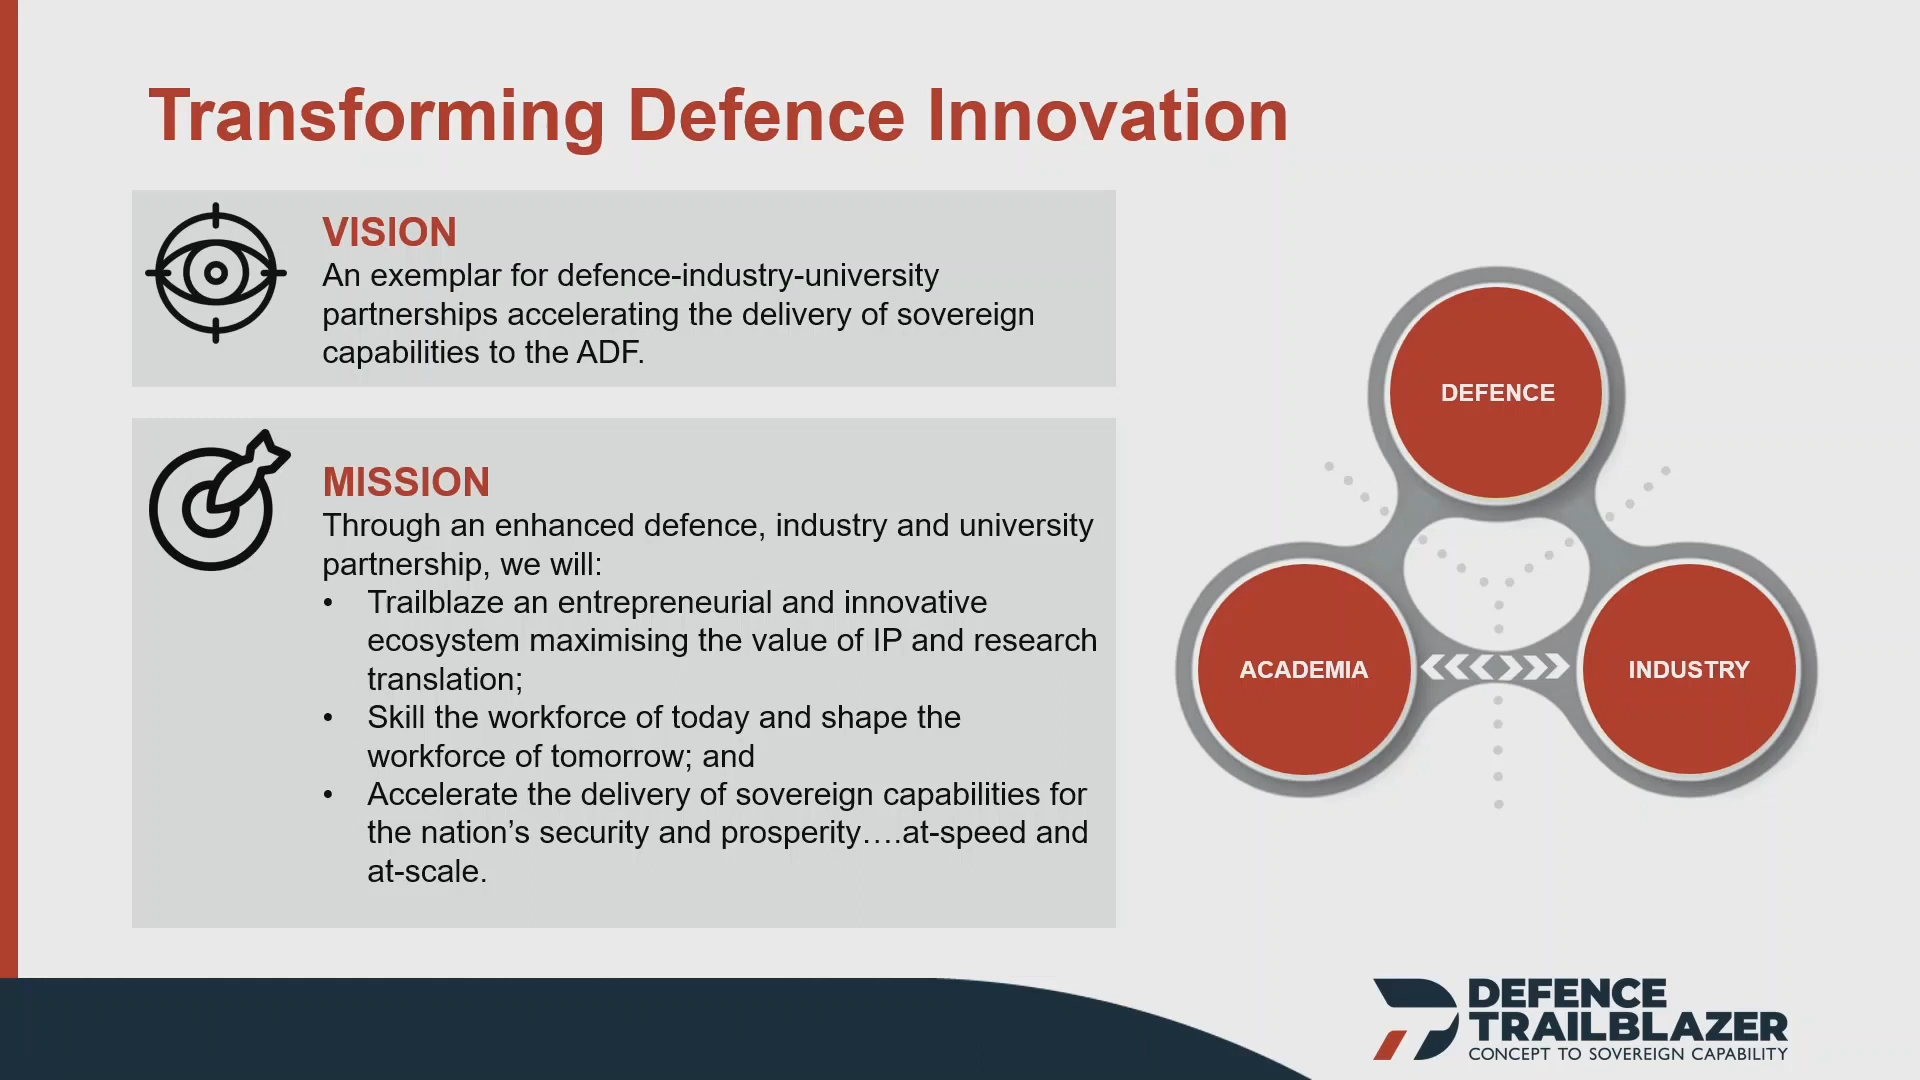 Transforming Defence Innovation
VISION
An exemplar for defence-industry-university
partnerships accelerating the delivery of sovereign
capabilities to the ADF.
MISSION
Through an enhanced defence, industry and university
partnership, we will:
• Trailblaze an entrepreneurial and innovative
ecosystem maximising the value of IP and research
translation;
• Skill the workforce of today and shape the
workforce of tomorrow; and
• Accelerate the delivery of sovereign capabilities for
the nation’s security and prosperity….at-speed and
at-scale.
DEFENCE
ACADEMIA
INDUSTRY
DEFENCE
TRAILBLAZER
CONCEPT TO SOVEREIGN CAPABILITY